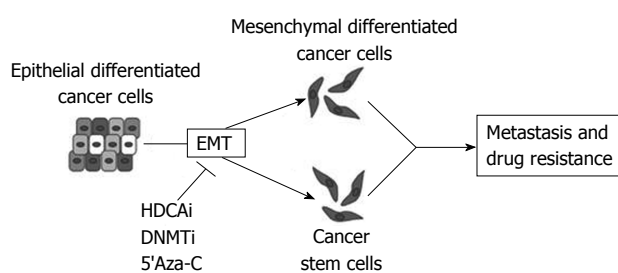 Mesenchymal differentiated
cancer cells
Epithelial differentiated
cancer cells
EMT
Metastasis and
drug resistance
HDCAi
DNMTi
5'Aza-C
Cancer
stem cells